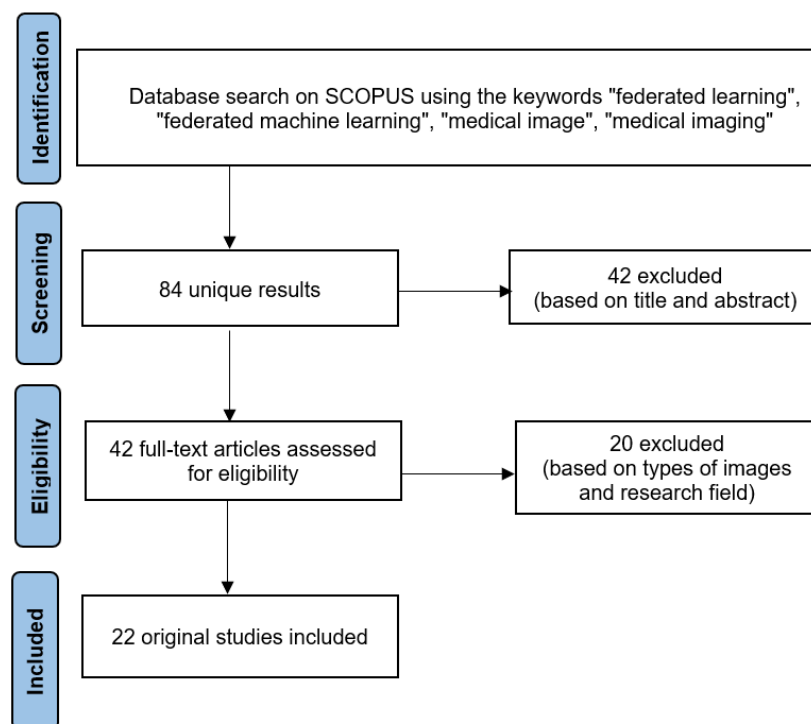 Identification
Database search on SCOPUS using the keywords "federated learning",
"federated machine learning", "medical image", "medical imaging"
Screening
84 unique results
42 excluded
(based on title and abstract)
Eligibility
42 full-text articles assessed
for eligibility
20 excluded
(based on types of images
and research field)
Included
22 original studies included